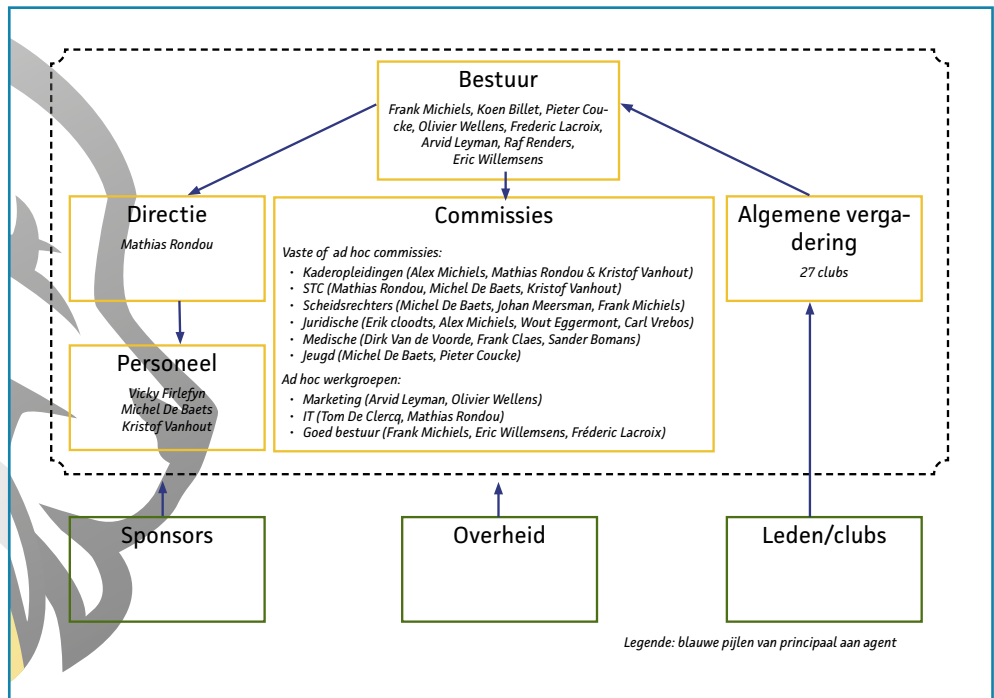 Bestuur
Frank Michiels, Koen Billet, Pieter Cou-
cke, Olivier Wellens, Frederic Lacroix,
Arvid Leyman, Raf Renders,
Eric Willemsens
Directie
Mathias Rondou
Personeel
Vicky Firlefyn
Michel De Baets
Kristof Vanhout
Commissies
Vaste of ad hoc commissies:
· Kaderopleidingen (Alex Michiels, Mathias Rondou & Kristof Vanhout)
· STC (Mathias Rondou, Michel De Baets, Kristof Vanhout)
· Scheidsrechters (Michel De Baets, Johan Meersman, Frank Michiels)
· Juridische (Erik cloodts, Alex Michiels, Wout Eggermont, Carl Vrebos)
· Medische (Dirk Van de Voorde, Frank Claes, Sander Bomans)
· Jeugd (Michel De Baets, Pieter Coucke)
Ad hoc werkgroepen:
· Marketing (Arvid Leyman, Olivier Wellens)
· IT (Tom De Clercq, Mathias Rondou)
· Goed bestuur (Frank Michiels, Eric Willemsens, Fréderic Lacroix)
Algemene verga-
dering
27 clubs
Sponsors
Overheid
Leden/clubs
Legende: blauwe pijlen van principaal aan agent